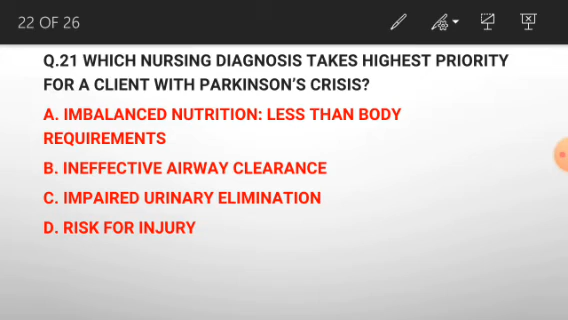 22 OF 26
Q.21 WHICH NURSING DIAGNOSIS TAKES HIGHEST PRIORITY
FOR A CLIENT WITH PARKINSON'S CRISIS?
A. IMBALANCED NUTRITION: LESS THAN BODY
REQUIREMENTS
B. INEFFECTIVE AIRWAY CLEARANCE
C. IMPAIRED URINARY ELIMINATION
D. RISK FOR INJURY